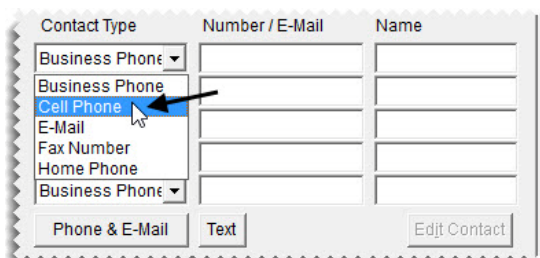 Contact Type Number / E-Mail Name
Business Phone
Business Phone
Cell Phone
E-Mail
Fax Number
Home Phone
Business Phone
Phone & E-Mail Text Edit Contact